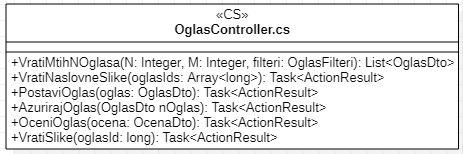 «CS»
OglasController.cs
+VratiMtihNOglasa(N: Integer, M: Integer, filteri: OglasFilteri): List<OglasDto>
+VratiNaslovneSlike(oglasIds: Array<long>): Task<ActionResult>
+PostaviOglas(oglas: OglasDto): Task<ActionResult>
+AzurirajOglas(OglasDto nOglas): Task<ActionResult>
+OceniOglas(ocena: OcenaDto): Task<ActionResult>
+VratiSlike(oglasId: long): Task<ActionResult>